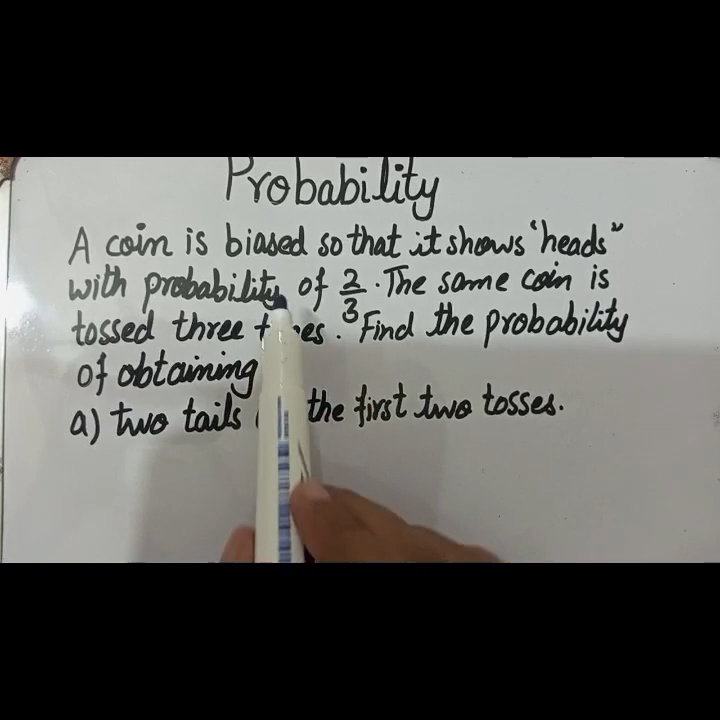 Probability
A coin is biased so that it shows "heads"
with probability of 2/3. The same coin is
tossed three . Find the probability
of obtaining
a) two tails the first two tosses.